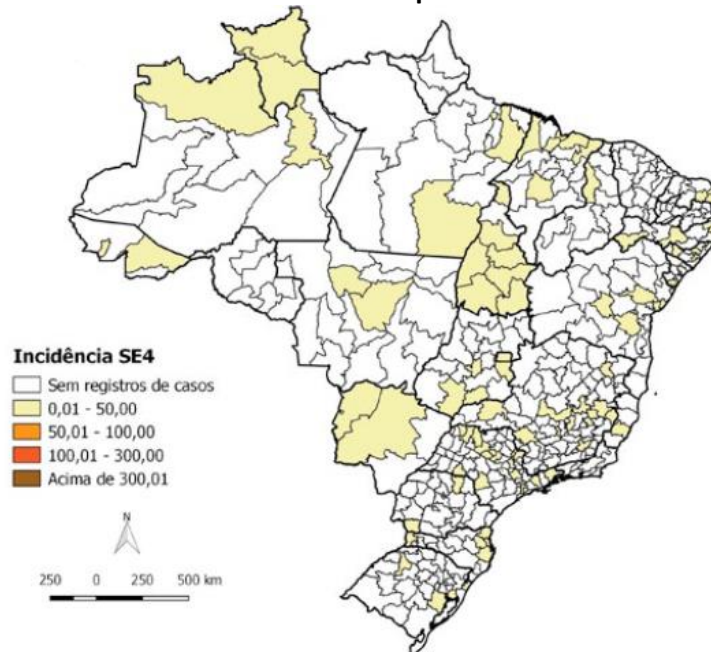 Incidência SE4
Sem registros de casos
0,01 - 50,00
50,01 - 100,00
100,01 - 300,00
Acima de 300,01
N
250 0 250 500 km